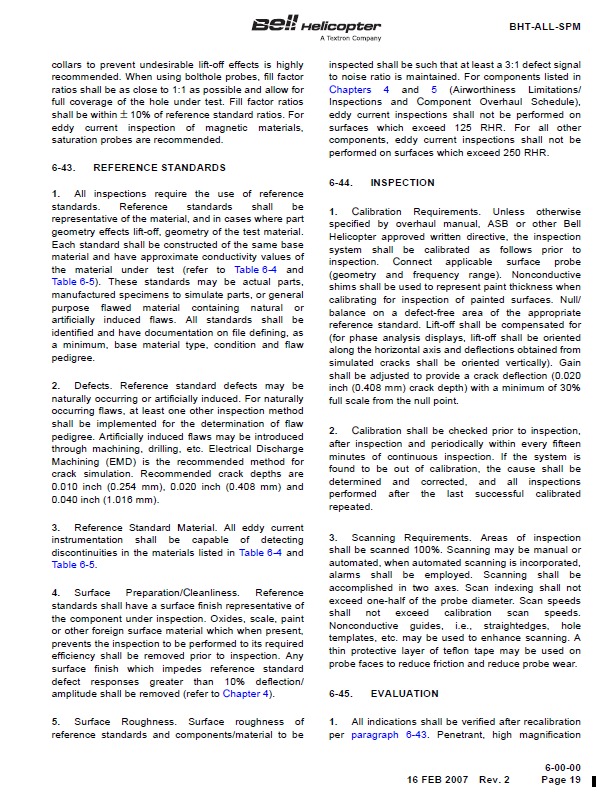 Bell Helicopter
A Textron Company
BHT-ALL-SPM
collars to prevent undesirable lift-off effects is highly
recommended. When using bolthole probes, fill factor
ratios shall be as close to 1:1 as possible and allow for
full coverage of the hole under test. Fill factor ratios
shall be within ± 10% of reference standard ratios. For
eddy current inspection of magnetic materials,
saturation probes are recommended.
6-43. REFERENCE STANDARDS
1. All inspections require the use of reference
standards. Reference standards shall be
representative of the material, and in cases where part
geometry effects lift-off, geometry of the test material.
Each standard shall be constructed of the same base
material and have approximate conductivity values of
the material under test (refer to Table 6-4 and
Table 6-5). These standards may be actual parts,
manufactured specimens to simulate parts, or general
purpose flawed material containing natural or
artificially induced flaws. All standards shall be
identified and have documentation on file defining, as
a minimum, base material type, condition and flaw
pedigree.
2. Defects. Reference standard defects may be
naturally occurring or artificially induced. For naturally
occurring flaws, at least one other inspection method
shall be implemented for the determination of flaw
pedigree. Artificially induced flaws may be introduced
through machining, drilling, etc. Electrical Discharge
Machining (EMD) is the recommended method for
crack simulation. Recommended crack depths are
0.010 inch (0.254 mm), 0.020 inch (0.408 mm) and
0.040 inch (1.016 mm).
3. Reference Standard Material. All eddy current
instrumentation shall be capable of detecting
discontinuities in the materials listed in Table 6-4 and
Table 6-5.
4. Surface Preparation/Cleanliness. Reference
standards shall have a surface finish representative of
the component under inspection. Oxides, scale, paint
or other foreign surface material which when present,
prevents the inspection to be performed to its required
efficiency shall be removed prior to inspection. Any
surface finish which impedes reference standard
defect responses greater than 10% deflection/
amplitude shall be removed (refer to Chapter 4).
5. Surface Roughness. Surface roughness of
reference standards and components/material to be
inspected shall be such that at least a 3:1 defect signal
to noise ratio is maintained. For components listed in
Chapters 4 and 5 (Airworthiness Limitations/
Inspections and Component Overhaul Schedule),
eddy current inspections shall not be performed on
surfaces which exceed 125 RHR. For all other
components, eddy current inspections shall not be
performed on surfaces which exceed 250 RHR.
6-44. INSPECTION
1. Calibration Requirements. Unless otherwise
specified by overhaul manual, ASB or other Bell
Helicopter approved written directive, the inspection
system shall be calibrated as follows prior to
inspection. Connect applicable surface probe
(geometry and frequency range). Nonconductive
shims shall be used to represent paint thickness when
calibrating for inspection of painted surfaces. Null/
balance on a defect-free area of the appropriate
reference standard. Lift-off shall be compensated for
(for phase analysis displays, lift-off shall be oriented
along the horizontal axis and deflections obtained from
simulated cracks shall be oriented vertically). Gain
shall be adjusted to provide a crack deflection (0.020
inch (0.408 mm) crack depth) with a minimum of 30%
full scale from the null point.
2. Calibration shall be checked prior to inspection,
after inspection and periodically within every fifteen
minutes of continuous inspection. If the system is
found to be out of calibration, the cause shall be
determined and corrected, and all inspections
performed after the last successful calibrated
repeated.
3. Scanning Requirements. Areas of inspection
shall be scanned 100%. Scanning may be manual or
automated, when automated scanning is incorporated,
alarms shall be employed. Scanning shall be
accomplished in two axes. Scan indexing shall not
exceed one-half of the probe diameter. Scan speeds
shall not exceed calibration scan speeds.
Nonconductive guides, i.e., straightedges, hole
templates, etc. may be used to enhance scanning. A
thin protective layer of teflon tape may be used on
probe faces to reduce friction and reduce probe wear.
6-45. EVALUATION
1. All indications shall be verified after recalibration
per paragraph 6-43. Penetrant, high magnification
6-00-00
16 FEB 2007 Rev. 2 Page 19